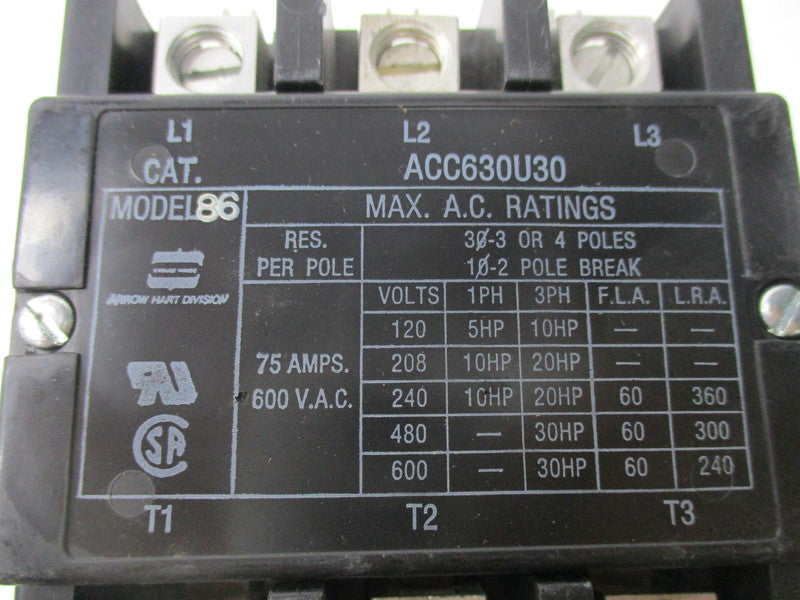 L1 L2 L3
CAT. ACC630U30
MODEL 86 MAX. A.C. RATINGS
RES. PER POLE 3Ø-3 OR 4 POLES
1Ø-2 POLE BREAK
VOLTS 1PH 3PH F.L.A. L.R.A.
ARROW HART DIVISION
120 5HP 10HP — —
75 AMPS. 208 10HP 20HP — —
600 V.A.C. 240 10HP 20HP 60 360
480 — 30HP 60 300
600 — 30HP 60 240
UR
SA
T1 T2 T3